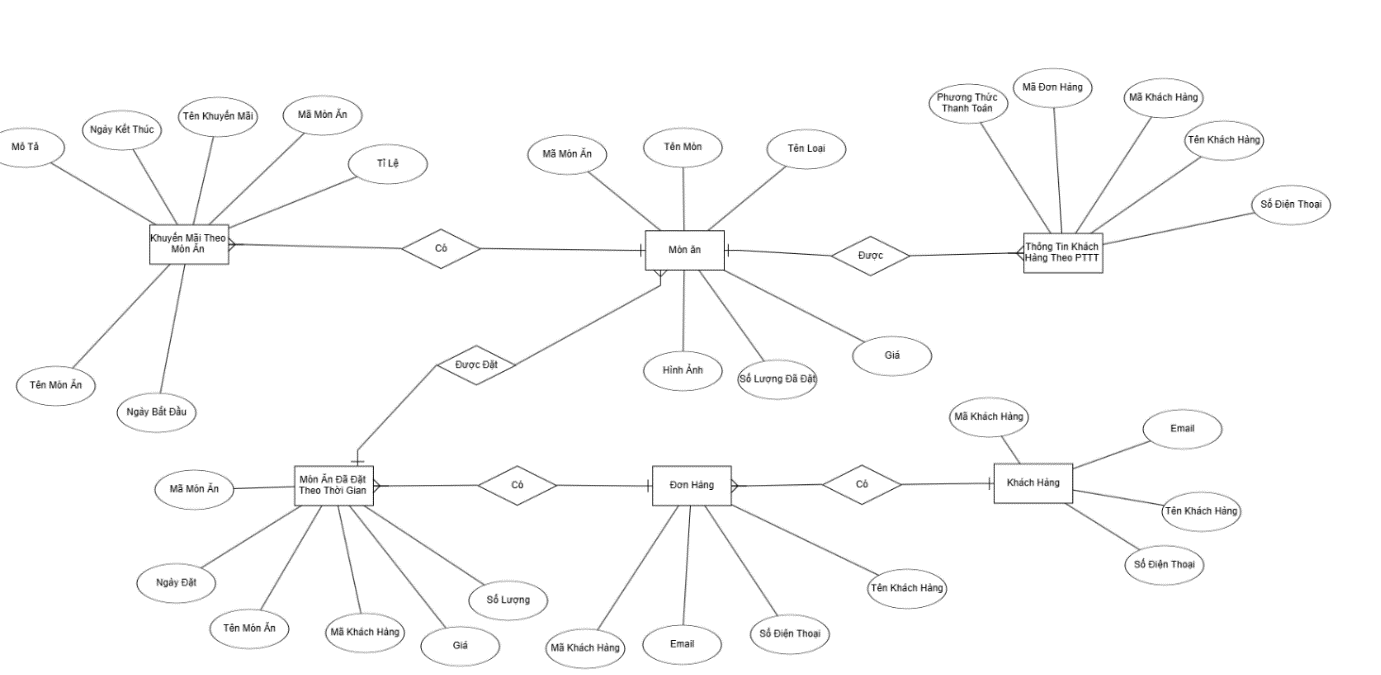 Mô Tả
Ngày Kết Thúc
Tên Khuyến Mãi
Mã Món Ăn
Tỉ Lệ
Khuyến Mãi Theo
Món Ăn
Tên Món Ăn
Ngày Bắt Đầu
Có
Mã Món Ăn
Tên Món
Tên Loại
Món ăn
Hình Ảnh
Số Lượng Đã Đặt
Giá
Được
Phương Thức
Thanh Toán
Mã Đơn Hàng
Mã Khách Hàng
Tên Khách Hàng
Số Điện Thoại
Thông Tin Khách
Hàng Theo PTTT
Được Đặt
Món Ăn Đã Đặt
Theo Thời Gian
Mã Món Ăn
Ngày Đặt
Tên Món Ăn
Mã Khách Hàng
Giá
Số Lượng
Có
Đơn Hàng
Mã Khách Hàng
Email
Số Điện Thoại
Tên Khách Hàng
Có
Khách Hàng
Mã Khách Hàng
Email
Tên Khách Hàng
Số Điện Thoại